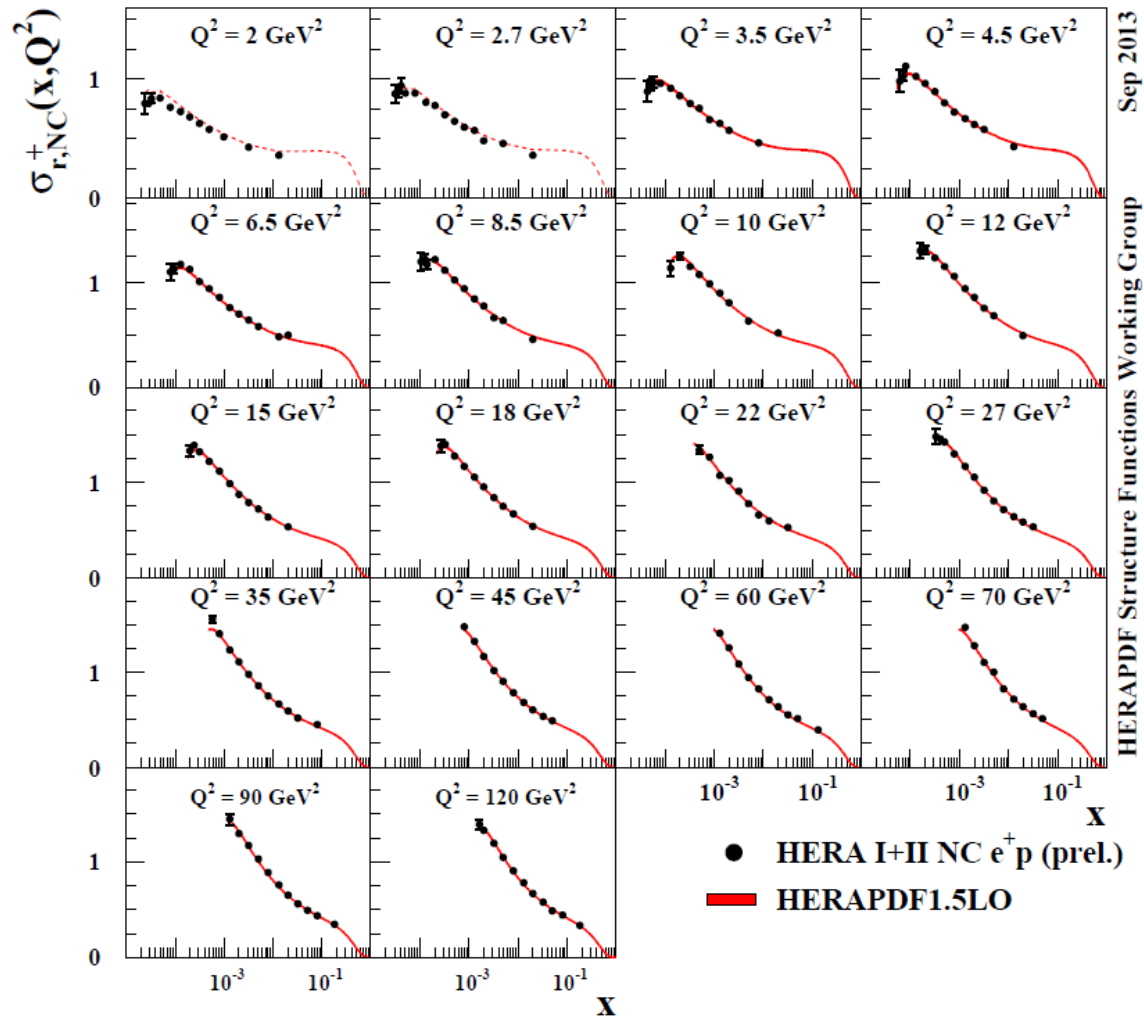 σ⁺r,NC(x,Q²)
Sep 2013
HERAPDF Structure Functions Working Group
Q² = 2 GeV²
Q² = 2.7 GeV²
Q² = 3.5 GeV²
Q² = 4.5 GeV²
1
0
Q² = 6.5 GeV²
Q² = 8.5 GeV²
Q² = 10 GeV²
Q² = 12 GeV²
1
0
Q² = 15 GeV²
Q² = 18 GeV²
Q² = 22 GeV²
Q² = 27 GeV²
1
0
Q² = 35 GeV²
Q² = 45 GeV²
Q² = 60 GeV²
Q² = 70 GeV²
1
0
10⁻³ 10⁻¹ 10⁻³ 10⁻¹
x
Q² = 90 GeV²
Q² = 120 GeV²
1
0
10⁻³ 10⁻¹ 10⁻³ 10⁻¹
x
HERA I+II NC e⁺p (prel.)
HERAPDF1.5LO